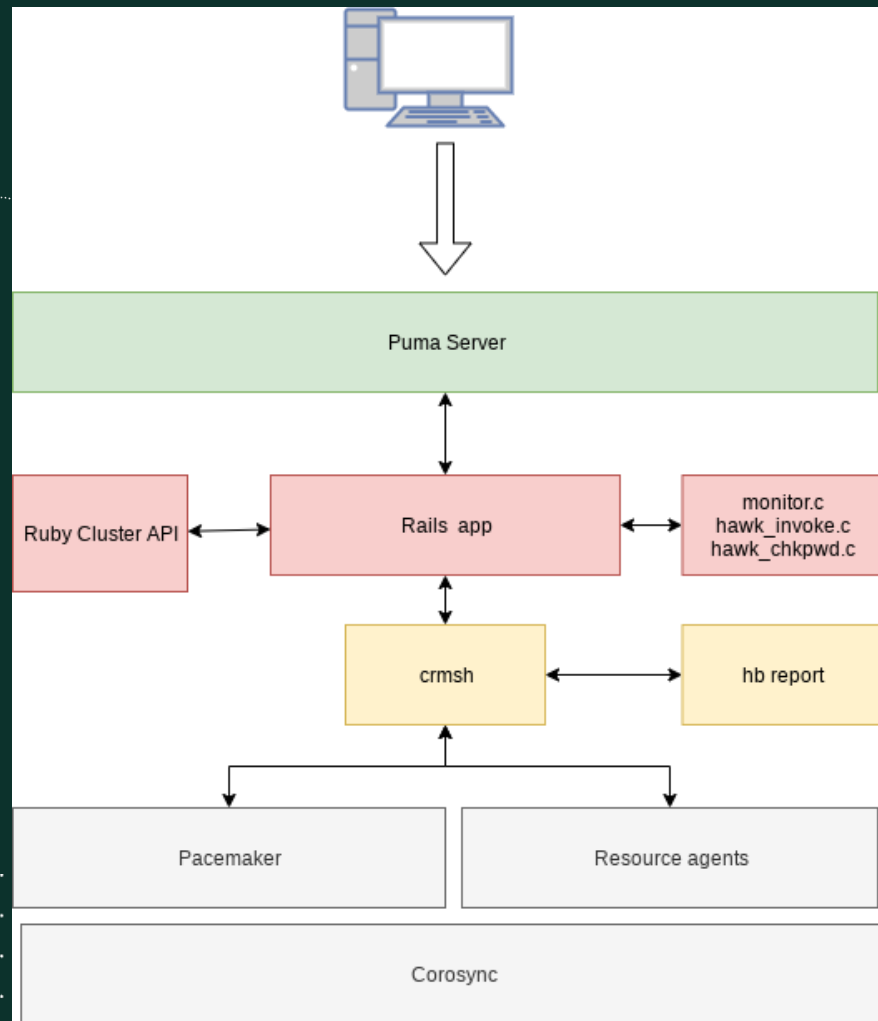 Puma Server
Ruby Cluster API
Rails app
monitor.c
hawk_invoke.c
hawk_chkpwd.c
crmsh
hb report
Pacemaker
Resource agents
Corosync